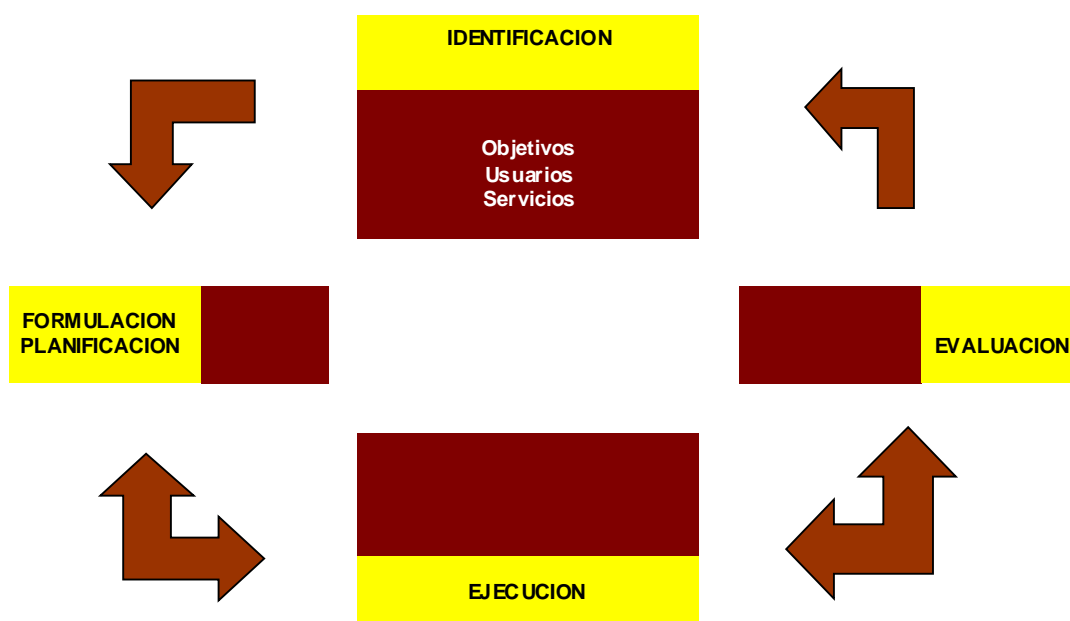 IDENTIFICACION
Objetivos
Usuarios
Servicios
FORMULACION
PLANIFICACION
EVALUACION
EJECUCION